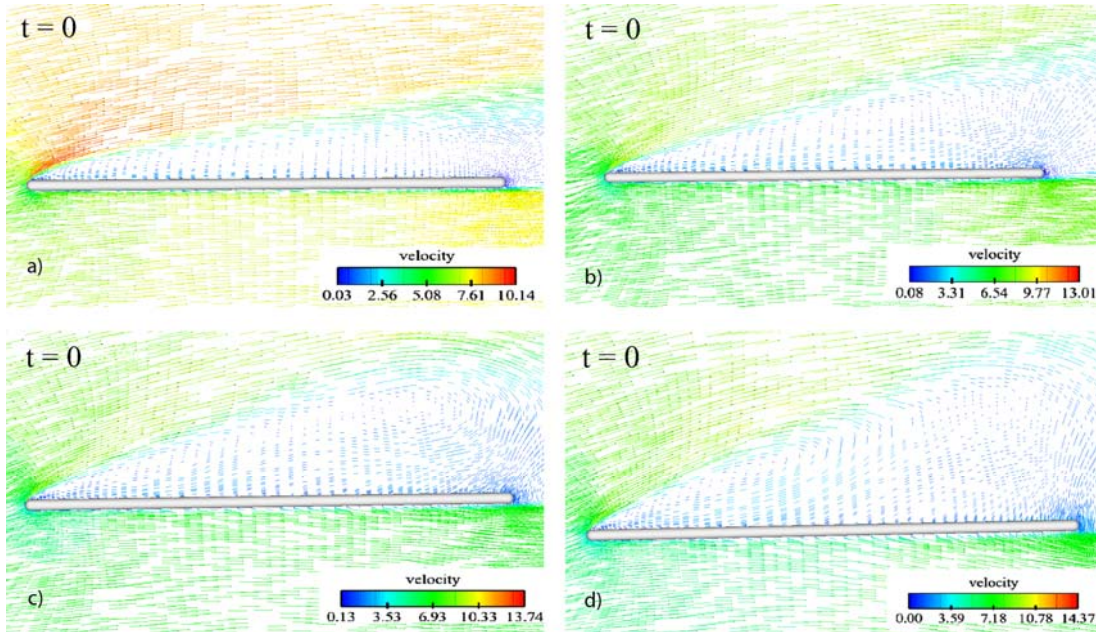 t = 0
velocity
0.03 2.56 5.08 7.61 10.14
a)
t = 0
velocity
0.08 3.31 6.54 9.77 13.01
b)
t = 0
velocity
0.13 3.53 6.93 10.33 13.74
c)
t = 0
velocity
0.00 3.59 7.18 10.78 14.37
d)